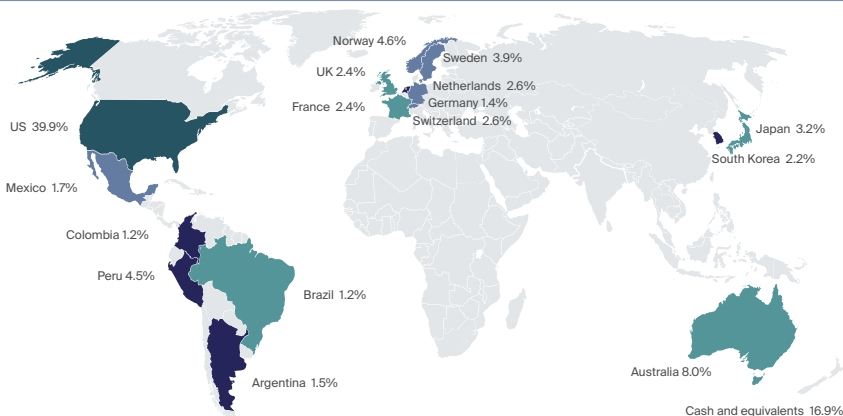 Norway 4.6%
Sweden 3.9%
UK 2.4%
Netherlands 2.6%
Germany 1.4%
France 2.4%
Switzerland 2.6%
US 39.9%
Japan 3.2%
South Korea 2.2%
Mexico 1.7%
Colombia 1.2%
Peru 4.5%
Brazil 1.2%
Australia 8.0%
Argentina 1.5%
Cash and equivalents 16.9%